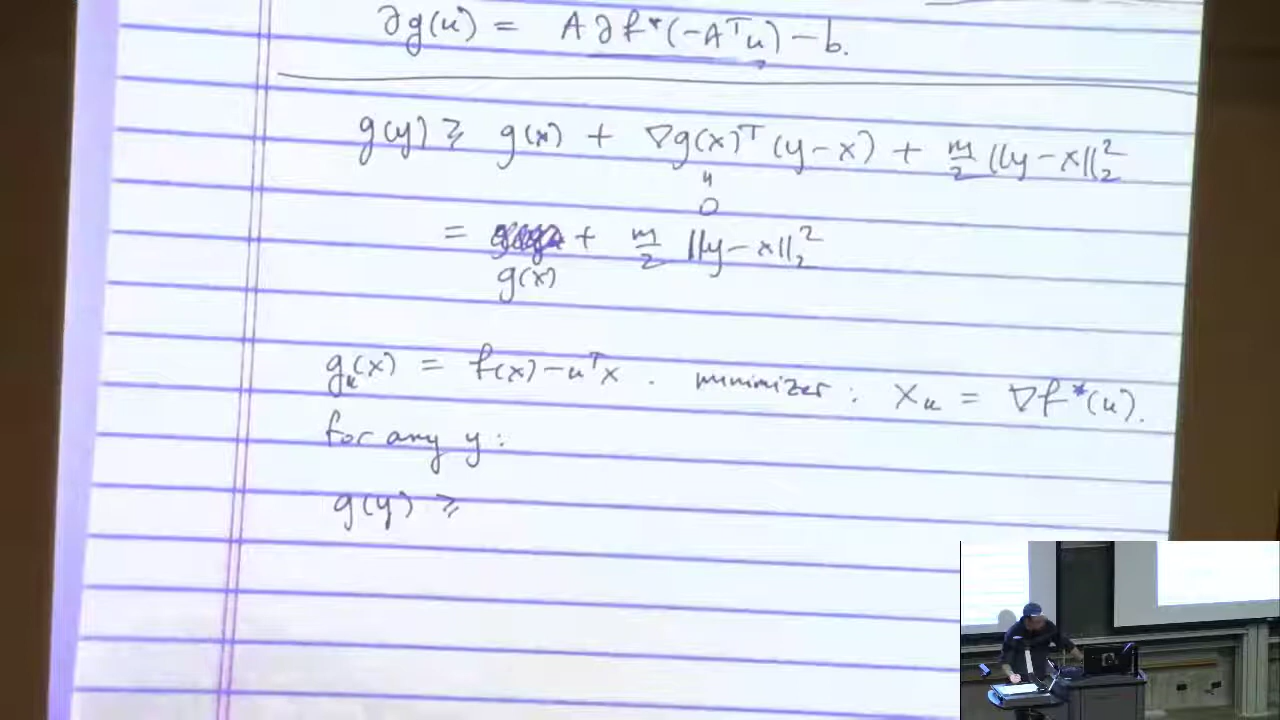 ∂g(u) = A ∂f*(-Aᵀu) - b.
g(y) ≥ g(x) + ∇g(x)ᵀ(y-x) + m/2 ||y-x||₂²
"
0
= + m/2 ||y-x||₂²
g(x)
gᵤ(x) = f(x) - uᵀx . minimizer : xᵤ = ∇f*(u).
for any y :
g(y) ≥